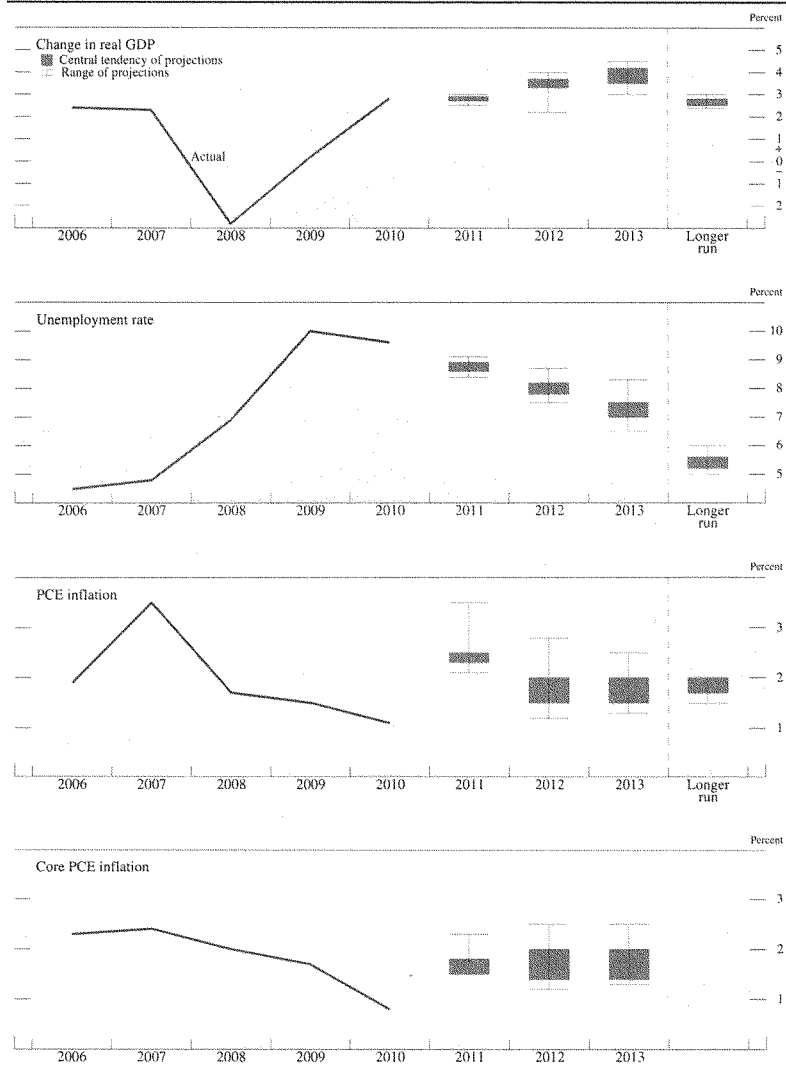 Percent
Change in real GDP
Central tendency of projections
Range of projections
Actual
5
4
3
2
1
+
0
−
1
2
2006 2007 2008 2009 2010 2011 2012 2013 Longer
run
Percent
Unemployment rate
10
9
8
7
6
5
2006 2007 2008 2009 2010 2011 2012 2013 Longer
run
Percent
PCE inflation
3
2
1
2006 2007 2008 2009 2010 2011 2012 2013 Longer
run
Percent
Core PCE inflation
3
2
1
2006 2007 2008 2009 2010 2011 2012 2013